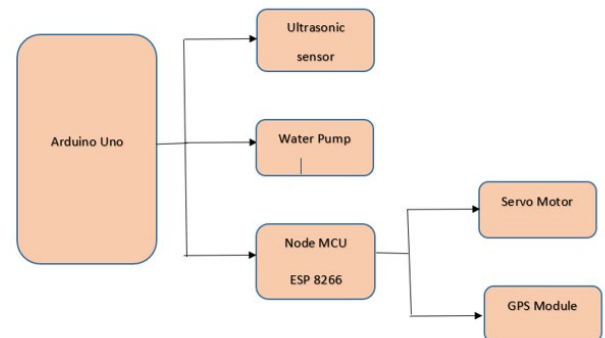 Ultrasonic
sensor
Arduino Uno
Water Pump
Servo Motor
Node MCU
ESP 8266
GPS Module